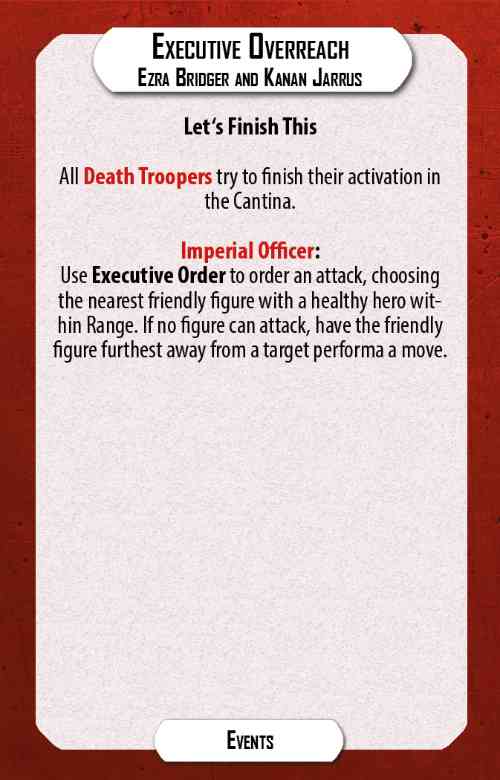 Executive Overreach
Ezra Bridger and Kanan Jarrus
Let's Finish This
All Death Troopers try to finish their activation in
the Cantina.
Imperial Officer:
Use Executive Order to order an attack, choosing
the nearest friendly figure with a healthy hero wit-
hin Range. If no figure can attack, have the friendly
figure furthest away from a target performa a move.
Events